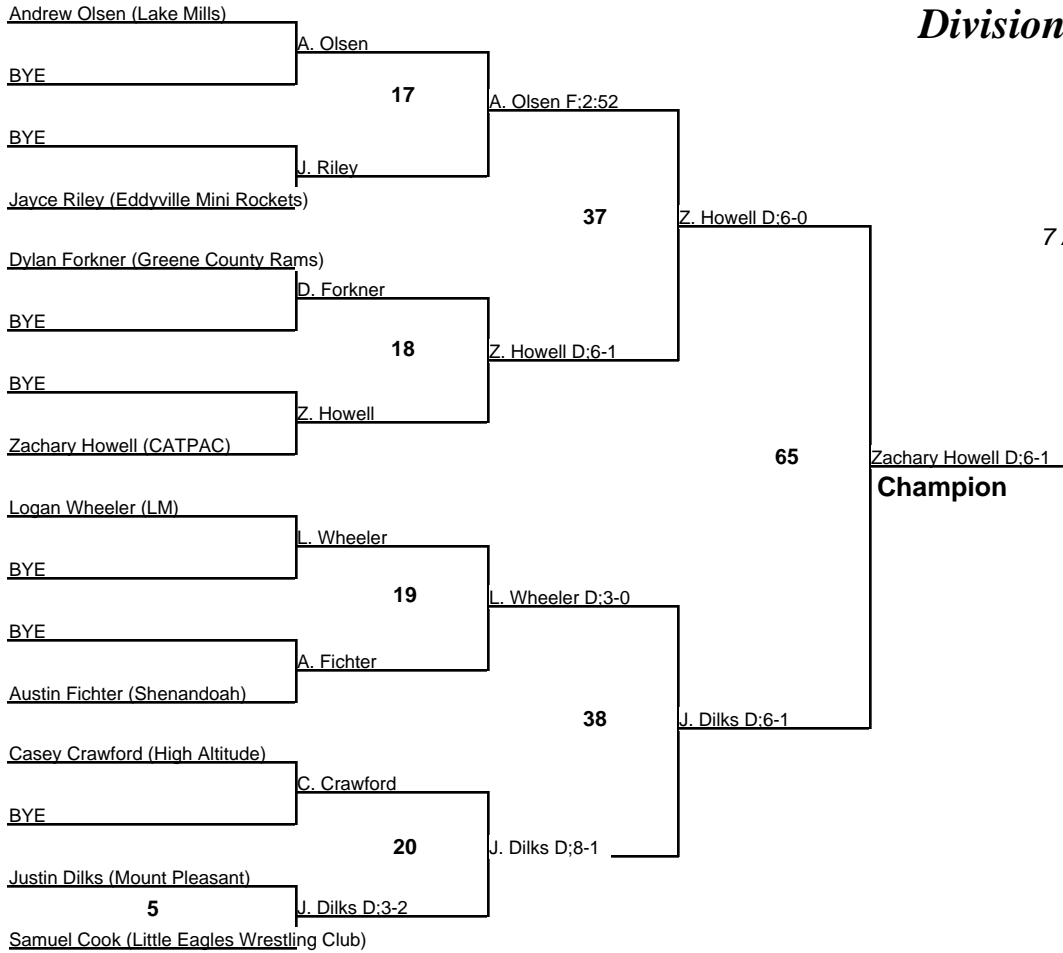 Andrew Olsen (Lake Mills)
Division
A. Olsen
BYE
17
A. Olsen F;2:52
BYE
J. Riley
Jayce Riley (Eddyville Mini Rockets)
37
Z. Howell D;6-0
7
Dylan Forkner (Greene County Rams)
D. Forkner
BYE
18
Z. Howell D;6-1
BYE
Z. Howell
Zachary Howell (CATPAC)
65
Zachary Howell D;6-1
Champion
Logan Wheeler (LM)
L. Wheeler
BYE
19
L. Wheeler D;3-0
BYE
A. Fichter
Austin Fichter (Shenandoah)
38
J. Dilks D;6-1
Casey Crawford (High Altitude)
C. Crawford
BYE
20
J. Dilks D;8-1
Justin Dilks (Mount Pleasant)
5
J. Dilks D;3-2
Samuel Cook (Little Eagles Wrestling Club)